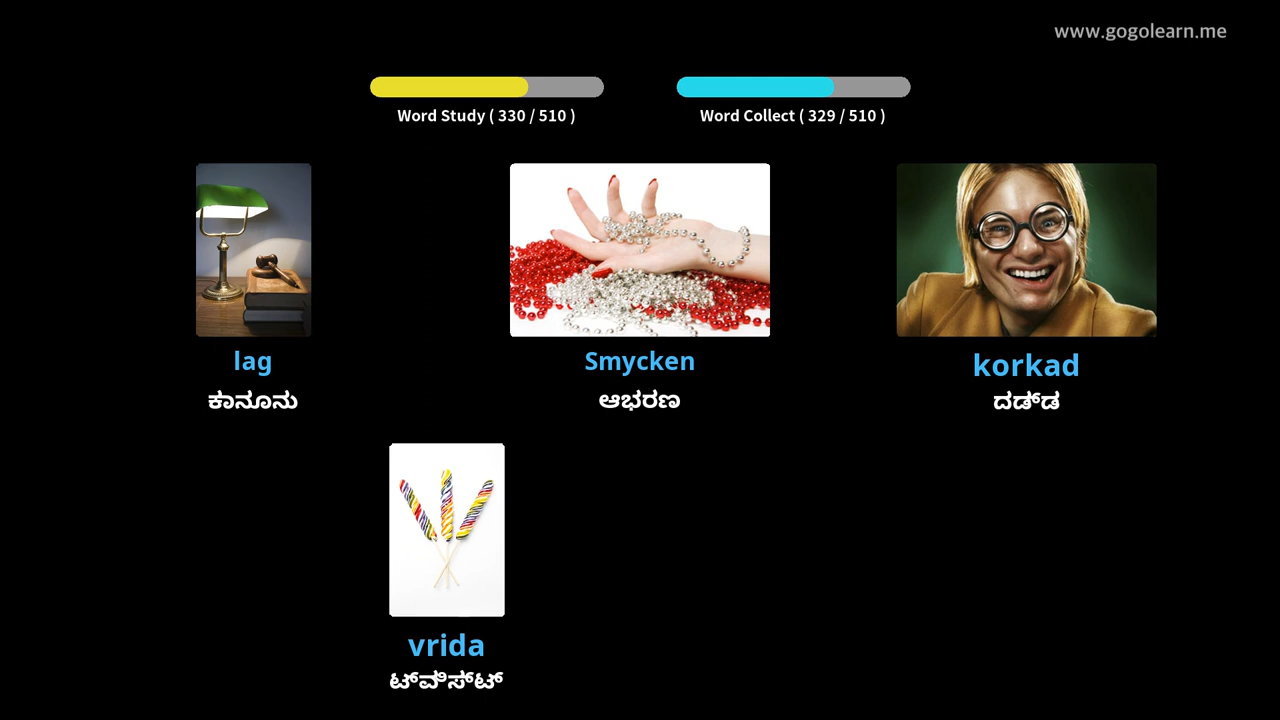 www.gogolearn.me
Word Study ( 330 / 510 )
Word Collect ( 329 / 510 )
lag
ಕಾನೂನು
Smycken
ಆಭರಣ
korkad
ದಡ್ಡ
vrida
ಟ್ವಿಸ್ಟ್